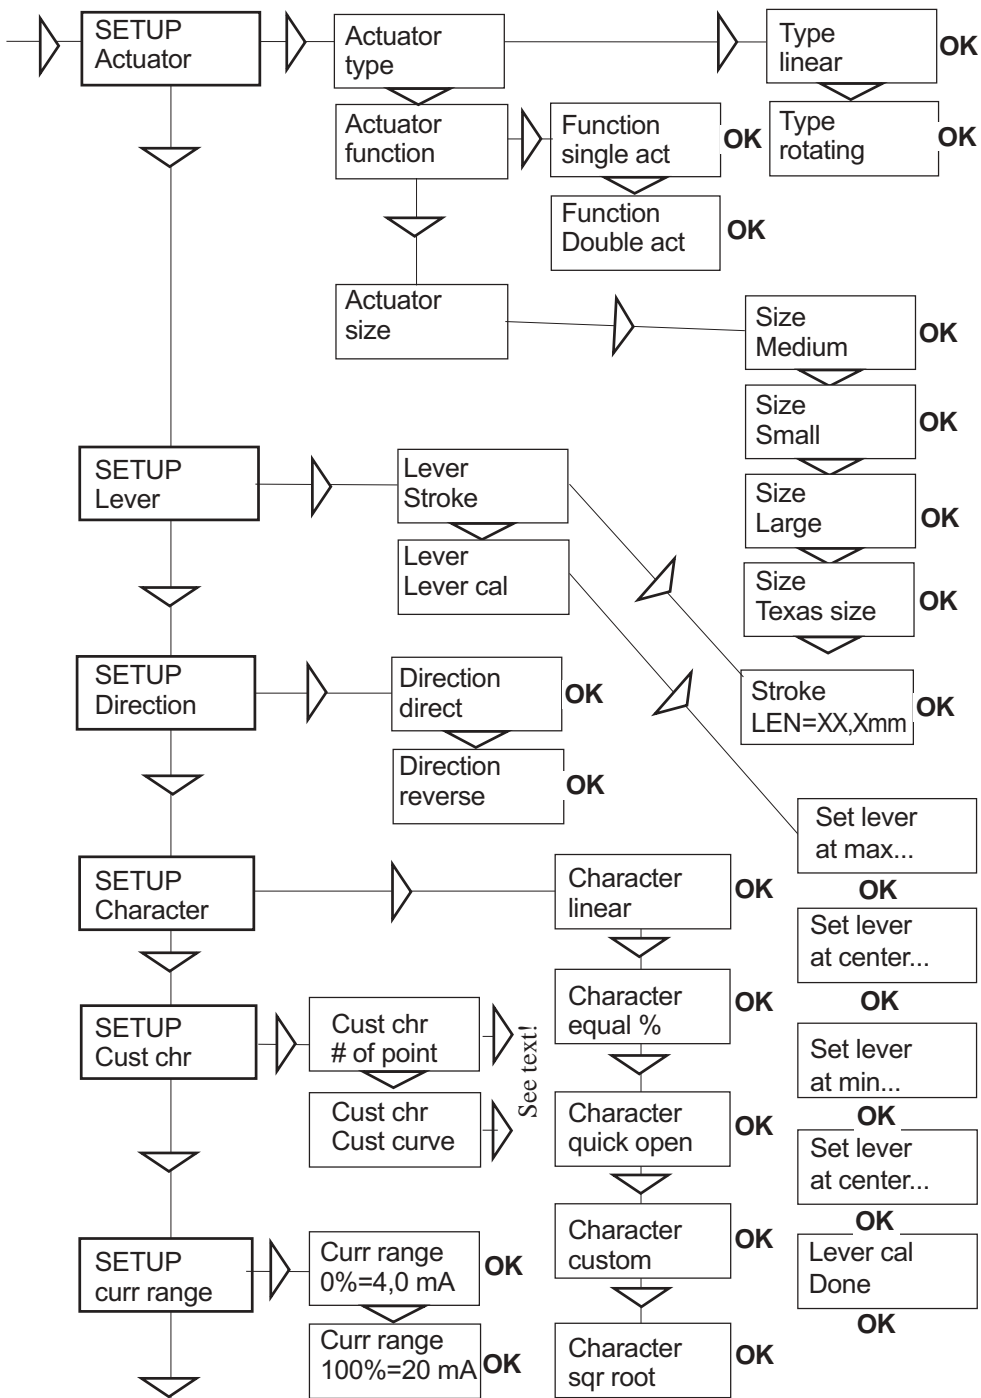 SETUP
Actuator
Actuator
type
Type
linear
OK
Actuator
function
Function
single act
OK
Type
rotating
OK
Function
Double act
OK
Actuator
size
Size
Medium
OK
Size
Small
OK
SETUP
Lever
Lever
Stroke
Size
Large
OK
Lever
Lever cal
Size
Texas size
OK
SETUP
Direction
Direction
direct
OK
Stroke
LEN=XX,Xmm
OK
Direction
reverse
OK
Set lever
at max...
OK
SETUP
Character
Character
linear
OK
Set lever
at center...
OK
SETUP
Cust chr
Cust chr
# of point
See text!
Character
equal %
OK
Set lever
at min...
OK
Cust chr
Cust curve
Character
quick open
OK
Set lever
at center...
OK
SETUP
curr range
Curr range
0%=4,0 mA
OK
Character
custom
OK
Lever cal
Done
OK
Curr range
100%=20 mA
OK
Character
sqr root
OK